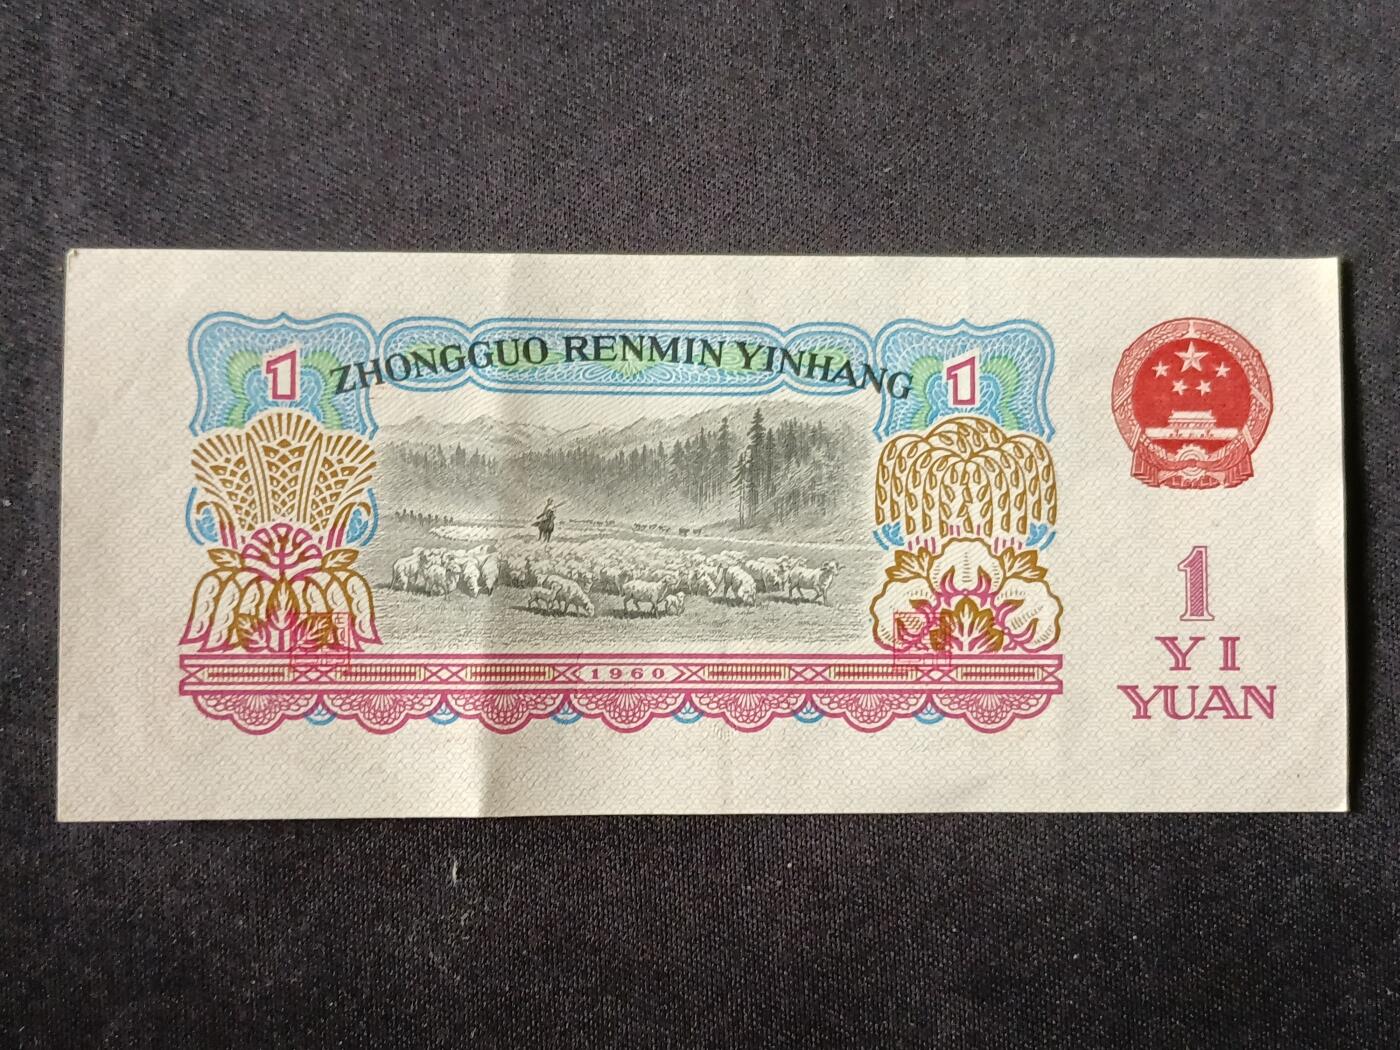 1 ZHONGGUO RENMIN YINHANG 1
1960
1
YI
YUAN